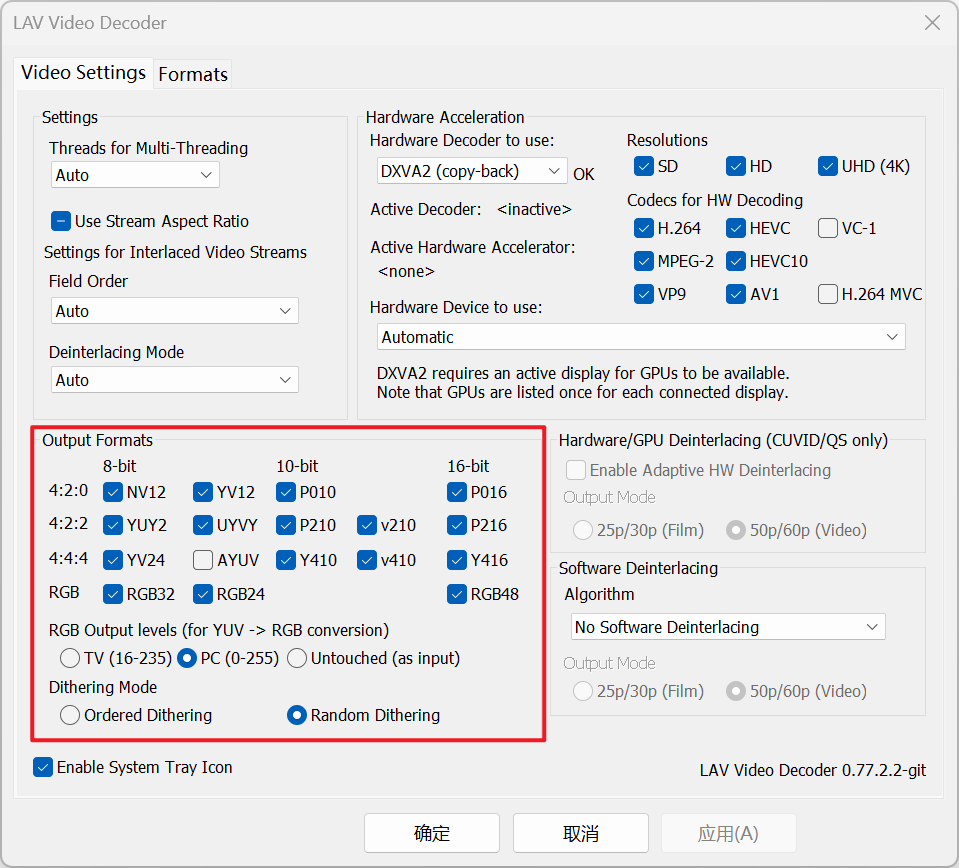 LAV Video Decoder
Video Settings Formats
Settings
Threads for Multi-Threading
Auto
Use Stream Aspect Ratio
Settings for Interlaced Video Streams
Field Order
Auto
Deinterlacing Mode
Auto
Hardware Acceleration
Hardware Decoder to use:
DXVA2 (copy-back) OK
Active Decoder: <inactive>
Active Hardware Accelerator:
<none>
Resolutions
SD HD UHD (4K)
Codecs for HW Decoding
H.264 HEVC VC-1
MPEG-2 HEVC10
VP9 AV1 H.264 MVC
Hardware Device to use:
Automatic
DXVA2 requires an active display for GPUs to be available.
Note that GPUs are listed once for each connected display.
Output Formats
8-bit 10-bit 16-bit
4:2:0 NV12 YV12 P010 P016
4:2:2 YUY2 UYVY P210 v210 P216
4:4:4 YV24 AYUV Y410 v410 Y416
RGB RGB32 RGB24 RGB48
RGB Output levels (for YUV -> RGB conversion)
TV (16-235) PC (0-255) Untouched (as input)
Dithering Mode
Ordered Dithering Random Dithering
Hardware/GPU Deinterlacing (CUVID/QS only)
Enable Adaptive HW Deinterlacing
Output Mode
25p/30p (Film) 50p/60p (Video)
Software Deinterlacing
Algorithm
No Software Deinterlacing
Output Mode
25p/30p (Film) 50p/60p (Video)
Enable System Tray Icon
LAV Video Decoder 0.77.2.2-git
确定 取消 应用(A)